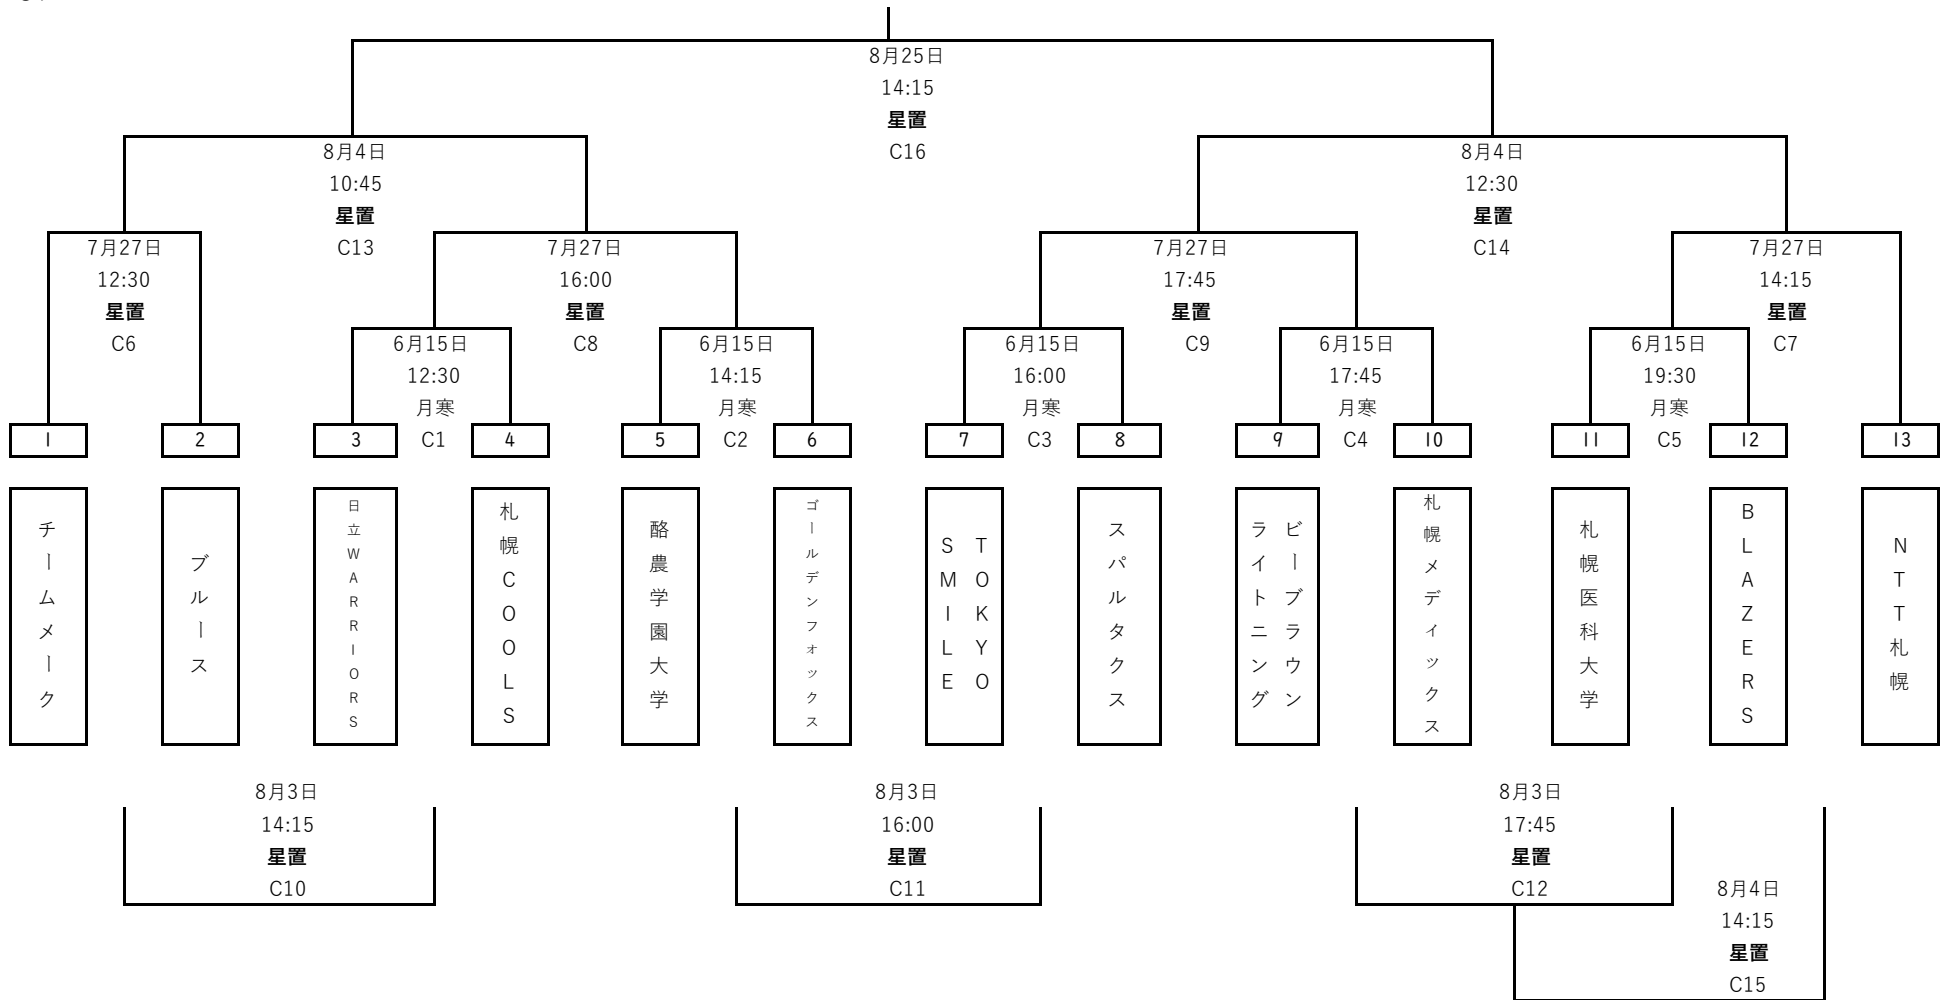 8月25日
14:15
星置
C16
8月4日
10:45
星置
C13
8月4日
12:30
星置
C14
7月27日
12:30
星置
C6
7月27日
16:00
星置
C8
7月27日
17:45
星置
C9
7月27日
14:15
星置
C7
6月15日
12:30
月寒
C1
6月15日
14:15
月寒
C2
6月15日
16:00
月寒
C3
6月15日
17:45
月寒
C4
6月15日
19:30
月寒
C5
1
2
3
4
5
6
7
8
9
10
11
12
13
チームメーク
ブルース
日立WARRIORS
札幌COOLS
酪農学園大学
ゴールデンフォックス
TOKYO
SMILE
スパルタクス
ビーブラウン
ライトニング
札幌メディックス
札幌医科大学
BLAZERS
NTT札幌
8月3日
14:15
星置
C10
8月3日
16:00
星置
C11
8月3日
17:45
星置
C12
8月4日
14:15
星置
C15